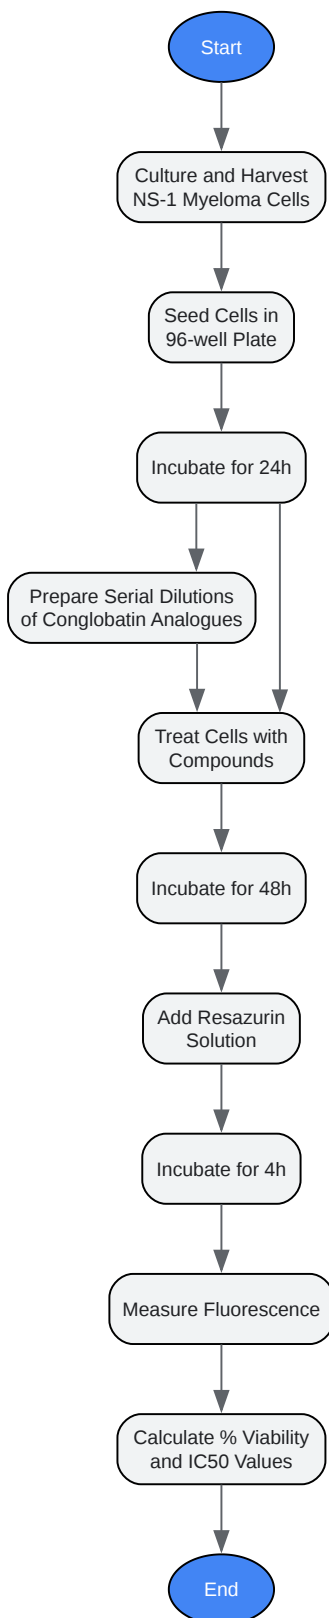 Start
Culture and Harvest
NS-1 Myeloma Cells
Seed Cells in
96-well Plate
Incubate for 24h
Prepare Serial Dilutions
of Conglobatin Analogues
Treat Cells with
Compounds
Incubate for 48h
Add Resazurin
Solution
Incubate for 4h
Measure Fluorescence
Calculate % Viability
and IC50 Values
End